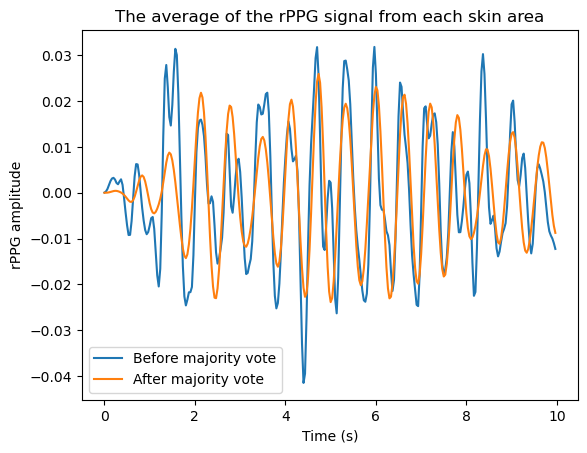 The average of the rPPG signal from each skin area
rPPG amplitude
0.03
0.02
0.01
0.00
−0.01
−0.02
−0.03
−0.04
Before majority vote
After majority vote
0 2 4 6 8 10
Time (s)